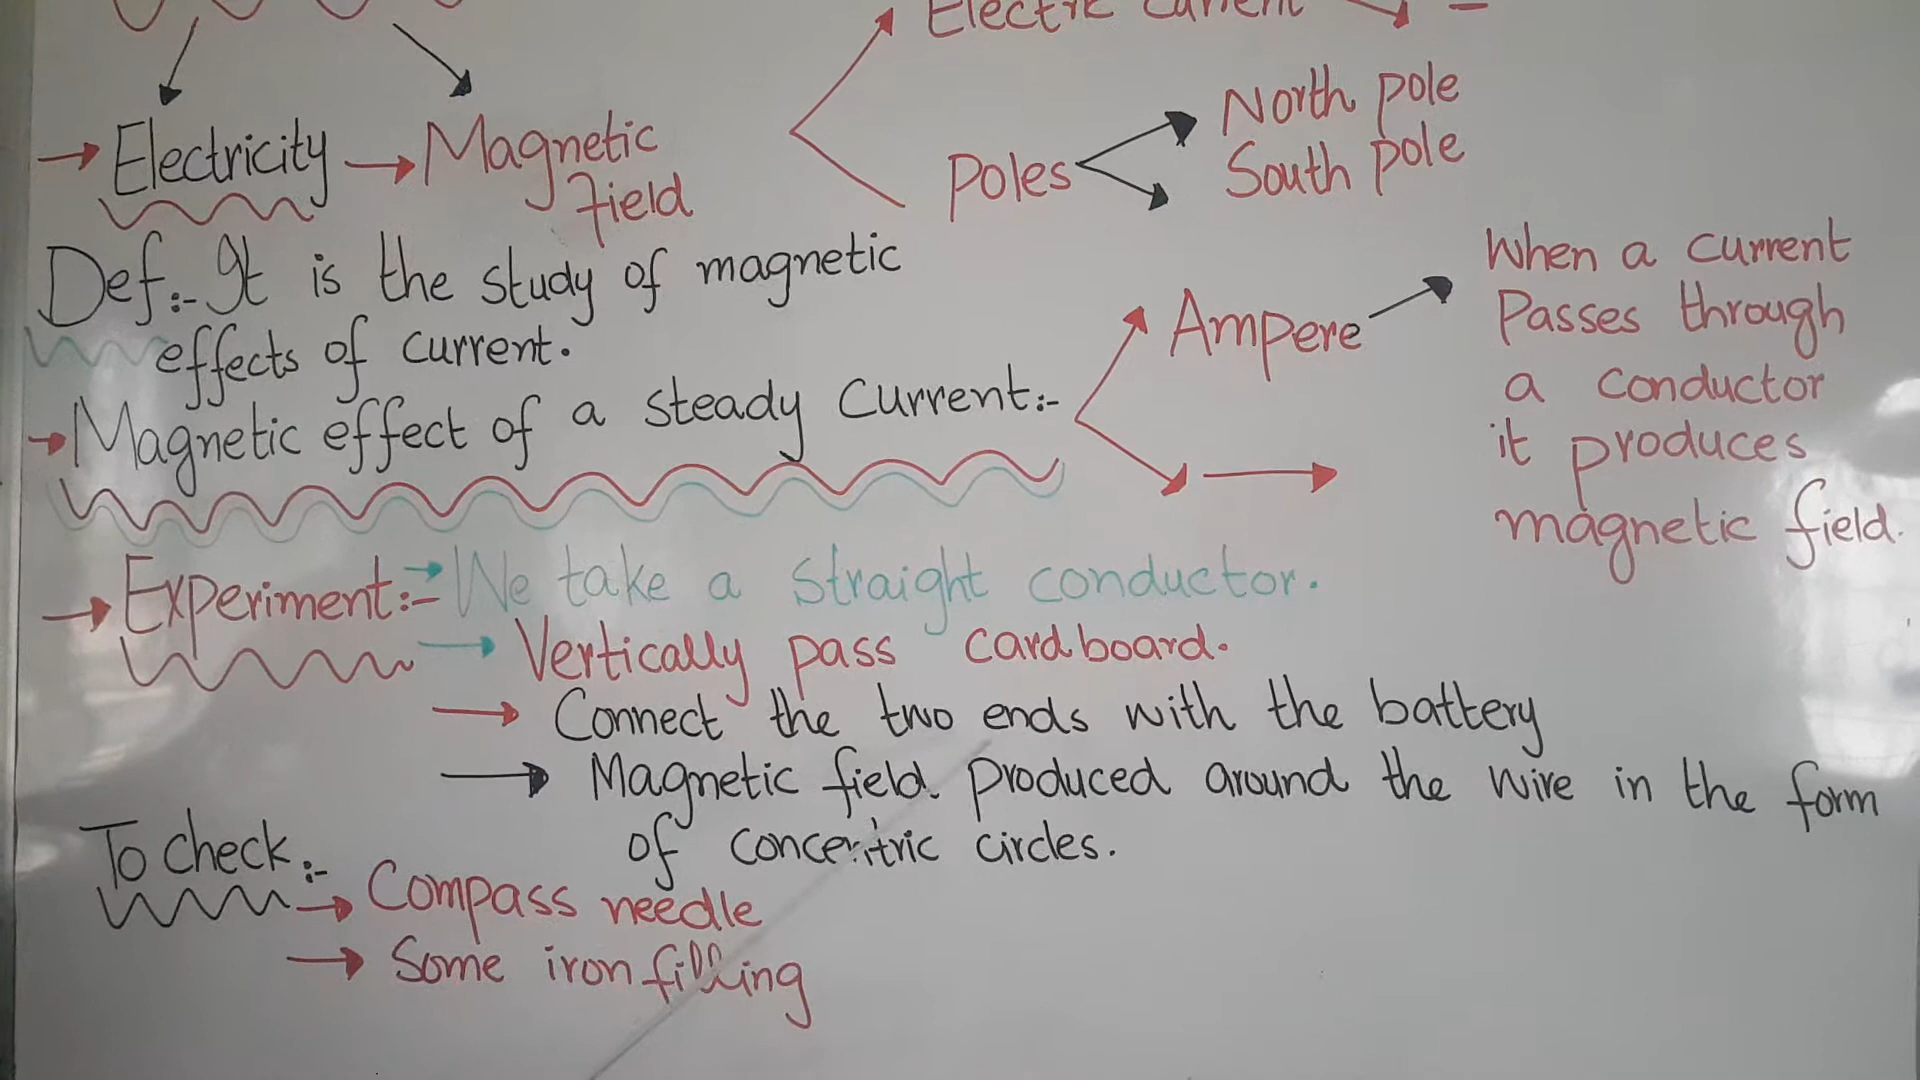 Electric current
North pole
Poles
South pole
Electricity
Magnetic
field
Def:- It is the study of magnetic
effects of current.
Magnetic effect of a steady Current:-
Ampere
When a current
Passes through
a conductor
it produces
magnetic field.
Experiment:- We take a straight conductor.
Vertically pass cardboard.
Connect the two ends with the battery
Magnetic field. Produced around the wire in the form
of concentric circles.
To check:-
Compass needle
Some iron filling